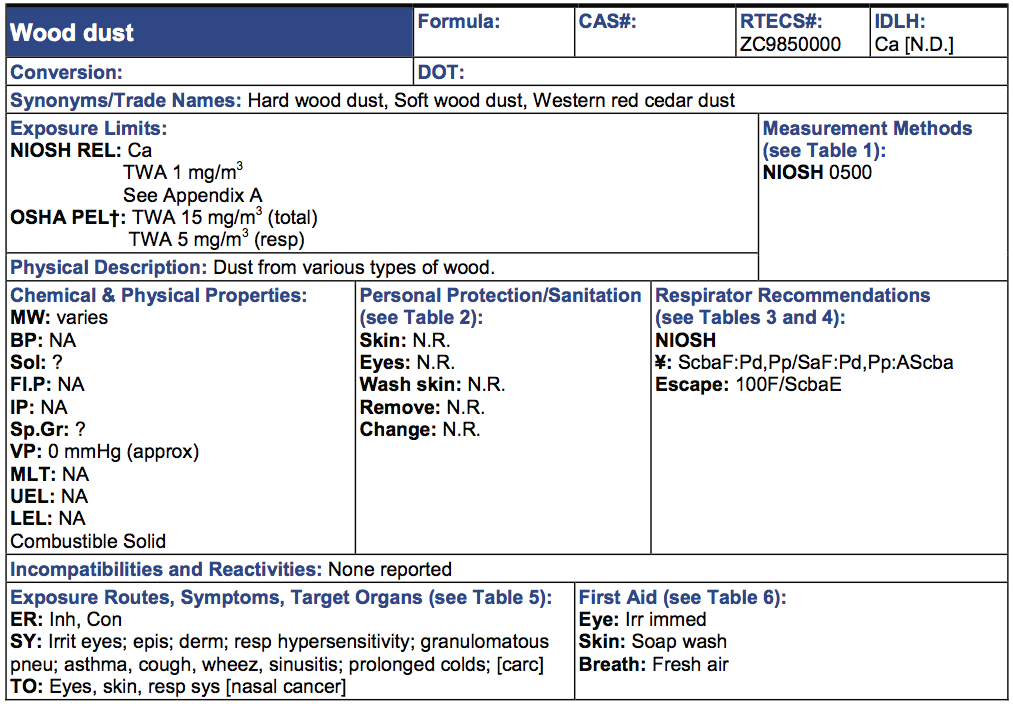 Wood dust
Formula:
CAS#:
RTECS#:
ZC9850000
IDLH:
Ca [N.D.]
Conversion:
DOT:
Synonyms/Trade Names: Hard wood dust, Soft wood dust, Western red cedar dust
Exposure Limits:
NIOSH REL: Ca
TWA 1 mg/m³
See Appendix A
OSHA PEL†: TWA 15 mg/m³ (total)
TWA 5 mg/m³ (resp)
Measurement Methods
(see Table 1):
NIOSH 0500
Physical Description: Dust from various types of wood.
Chemical & Physical Properties:
MW: varies
BP: NA
Sol: ?
Fl.P: NA
IP: NA
Sp.Gr: ?
VP: 0 mmHg (approx)
MLT: NA
UEL: NA
LEL: NA
Combustible Solid
Personal Protection/Sanitation
(see Table 2):
Skin: N.R.
Eyes: N.R.
Wash skin: N.R.
Remove: N.R.
Change: N.R.
Respirator Recommendations
(see Tables 3 and 4):
NIOSH
¥: ScbaF:Pd,Pp/SaF:Pd,Pp:AScba
Escape: 100F/ScbaE
Incompatibilities and Reactivities: None reported
Exposure Routes, Symptoms, Target Organs (see Table 5):
ER: Inh, Con
SY: Irrit eyes; epis; derm; resp hypersensitivity; granulomatous
pneu; asthma, cough, wheez, sinusitis; prolonged colds; [carc]
TO: Eyes, skin, resp sys [nasal cancer]
First Aid (see Table 6):
Eye: Irr immed
Skin: Soap wash
Breath: Fresh air